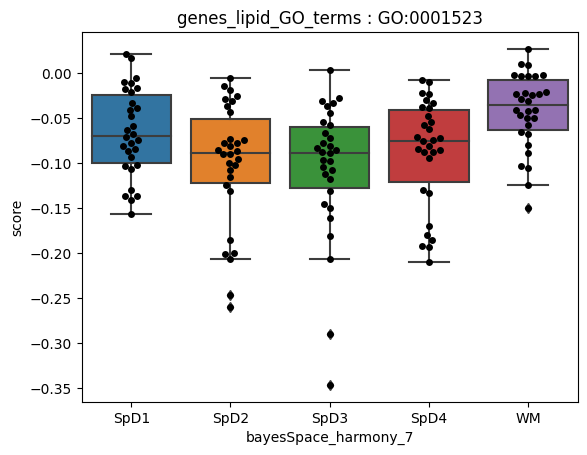 genes_lipid_GO_terms : GO:0001523
0.00
−0.05
−0.10
−0.15
−0.20
−0.25
−0.30
−0.35
score
SpD1 SpD2 SpD3 SpD4 WM
bayesSpace_harmony_7